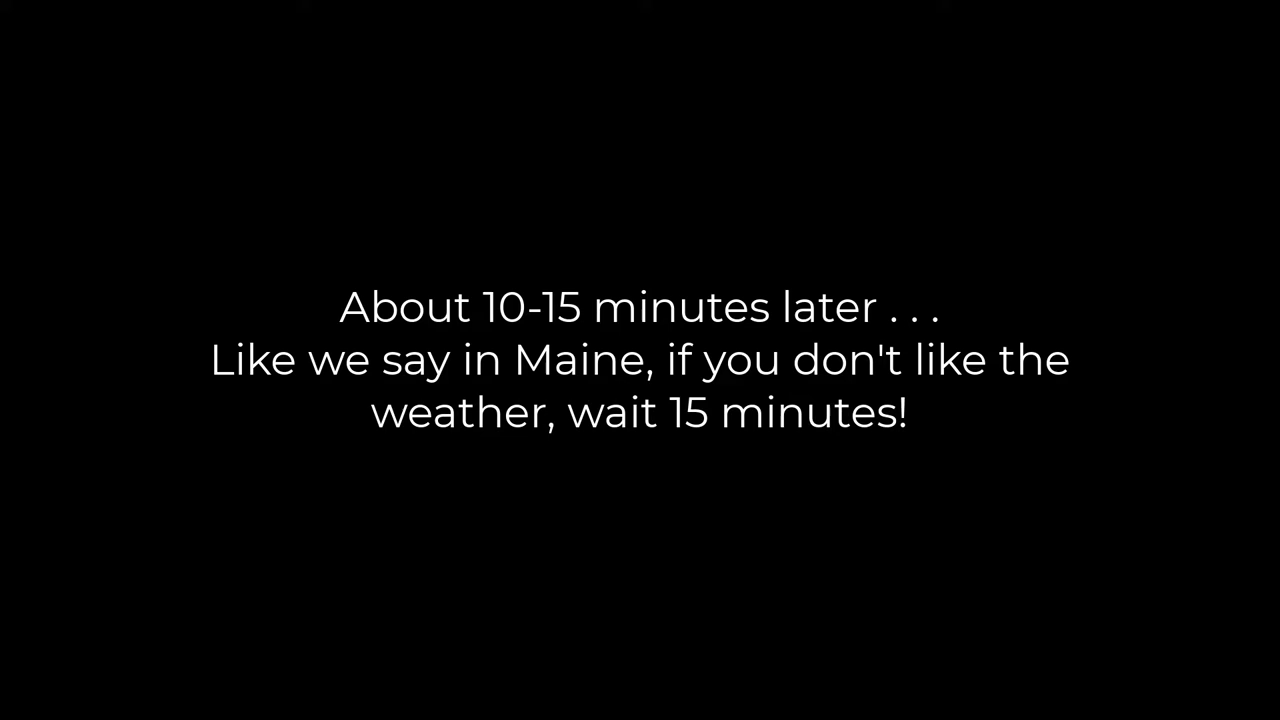 About 10-15 minutes later . . .
Like we say in Maine, if you don't like the
weather, wait 15 minutes!